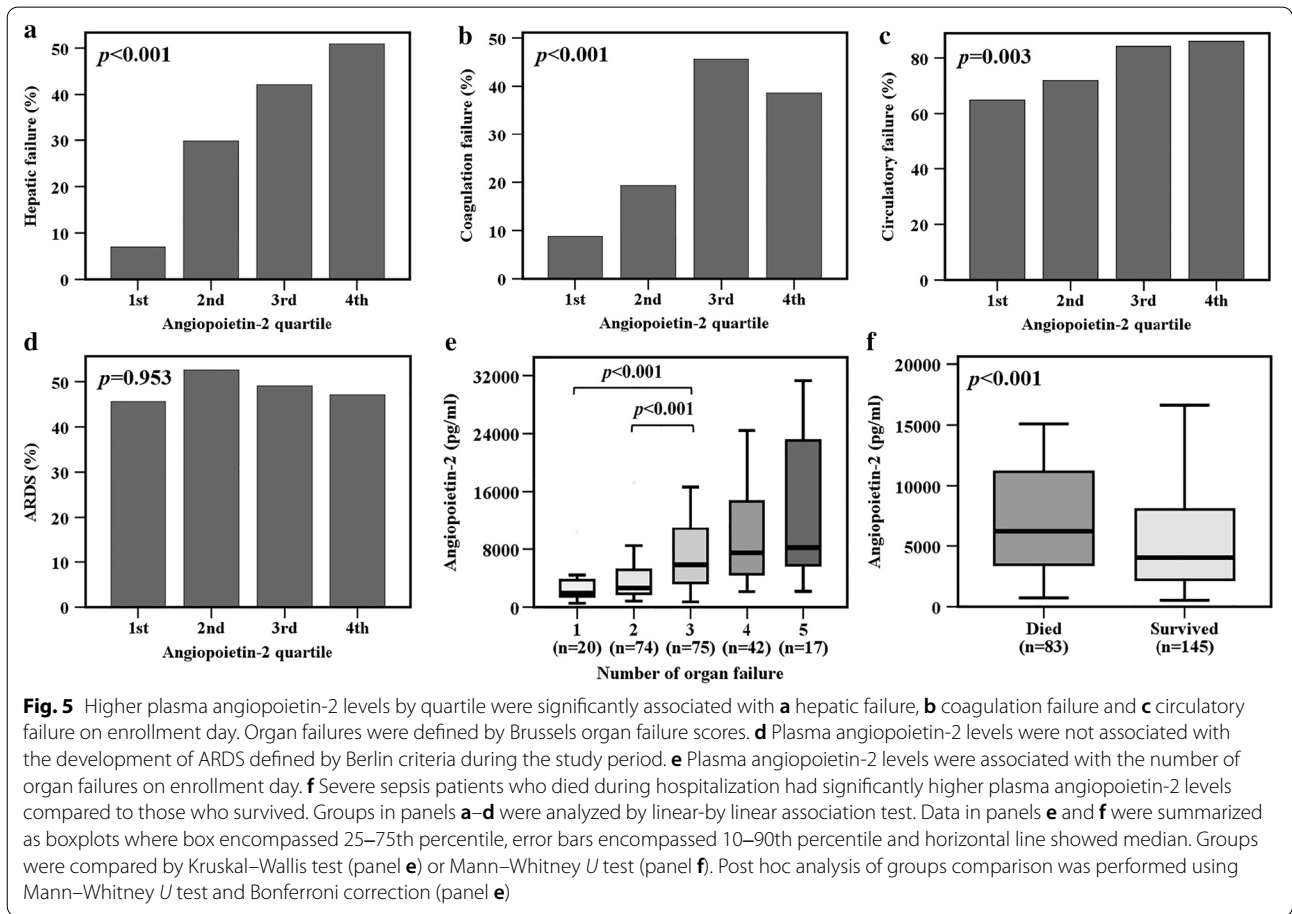 a
p<0.001
50
40
30
20
10
0
Hepatic failure (%)
1st 2nd 3rd 4th
Angiopoietin-2 quartile
b
p<0.001
50
40
30
20
10
0
Coagulation failure (%)
1st 2nd 3rd 4th
Angiopoietin-2 quartile
c
p=0.003
80
60
40
20
0
Circulatory failure (%)
1st 2nd 3rd 4th
Angiopoietin-2 quartile
d
p=0.953
50
40
30
20
10
0
ARDS (%)
1st 2nd 3rd 4th
Angiopoietin-2 quartile
e
p<0.001
p<0.001
32000
24000
16000
8000
0
Angiopoietin-2 (pg/ml)
1 2 3 4 5
(n=20) (n=74) (n=75) (n=42) (n=17)
Number of organ failure
f
p<0.001
20000
15000
10000
5000
0
Angiopoietin-2 (pg/ml)
Died Survived
(n=83) (n=145)
Fig. 5 Higher plasma angiopoietin-2 levels by quartile were significantly associated with a hepatic failure, b coagulation failure and c circulatory
failure on enrollment day. Organ failures were defined by Brussels organ failure scores. d Plasma angiopoietin-2 levels were not associated with
the development of ARDS defined by Berlin criteria during the study period. e Plasma angiopoietin-2 levels were associated with the number of
organ failures on enrollment day. f Severe sepsis patients who died during hospitalization had significantly higher plasma angiopoietin-2 levels
compared to those who survived. Groups in panels a–d were analyzed by linear-by linear association test. Data in panels e and f were summarized
as boxplots where box encompassed 25–75th percentile, error bars encompassed 10–90th percentile and horizontal line showed median. Groups
were compared by Kruskal–Wallis test (panel e) or Mann–Whitney U test (panel f). Post hoc analysis of groups comparison was performed using
Mann–Whitney U test and Bonferroni correction (panel e)